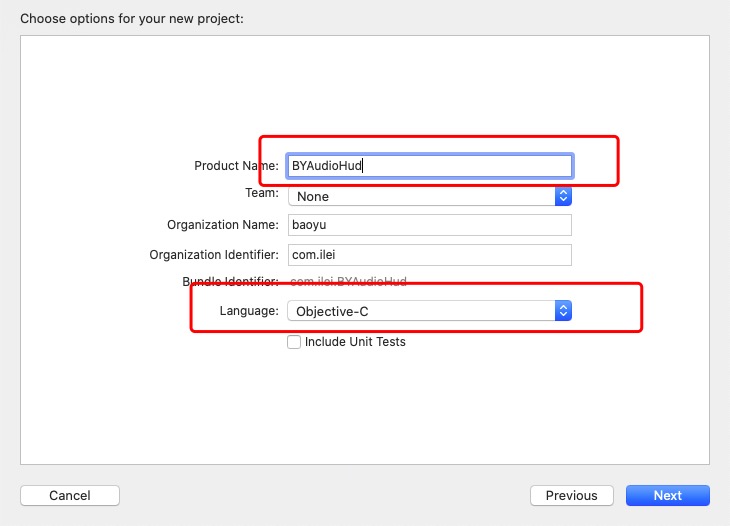 Choose options for your new project:
Product Name: BYAudioHud
Team: None
Organization Name: baoyu
Organization Identifier: com.ilei
Bundle Identifier: com.ilei.BYAudioHud
Language: Objective-C
Include Unit Tests
Cancel Previous Next